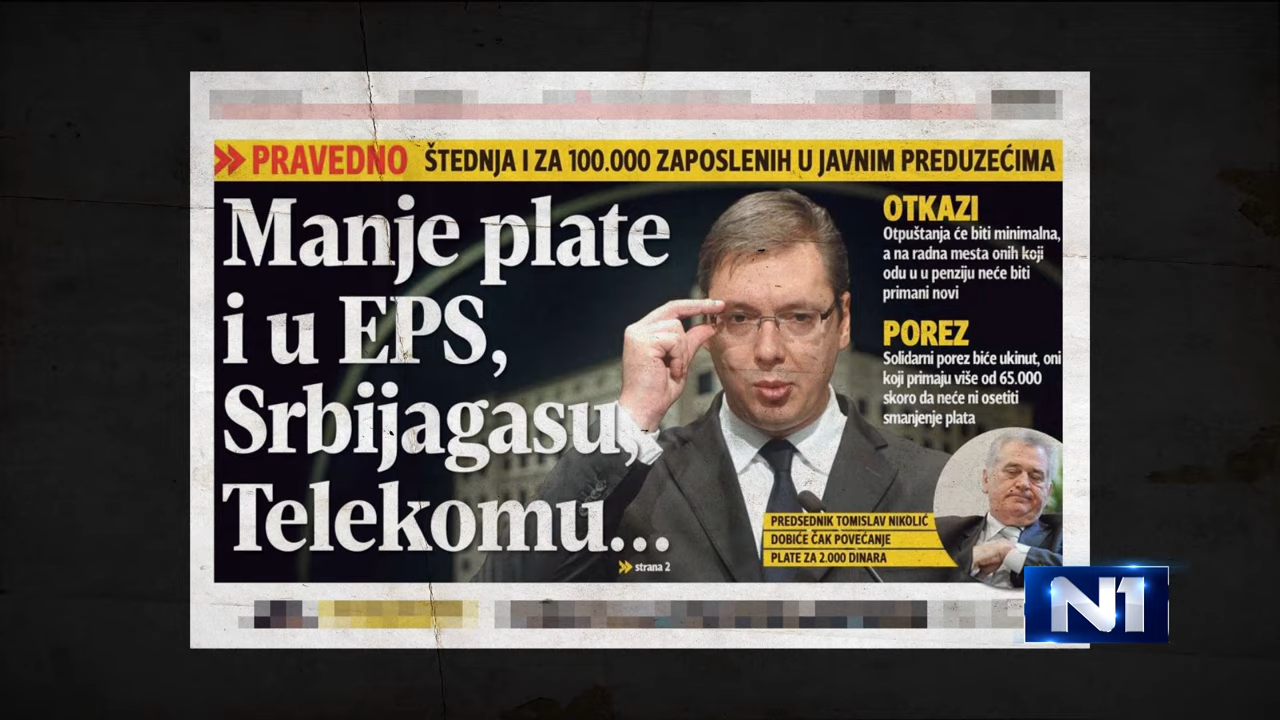 PRAVEDNO ŠTEDNJA I ZA 100.000 ZAPOSLENIH U JAVNIM PREDUZEĆIMA
Manje plate
i u EPS,
Srbijagasu,
Telekomu...
strana 2
OTKAZI
Otpuštanja će biti minimalna,
a na radna mesta onih koji
odu u u penziju neće biti
primani novi
POREZ
Solidarni porez biće ukinut, oni
koji primaju više od 65.000
skoro da neće ni osetiti
smanjenje plata
PREDSEDNIK TOMISLAV NIKOLIĆ
DOBIĆE ČAK POVEĆANJE
PLATE ZA 2.000 DINARA
N1